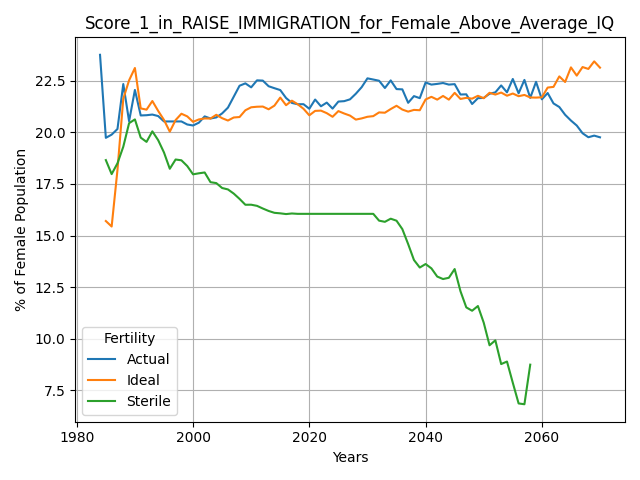 Score_1_in_RAISE_IMMIGRATION_for_Female_Above_Average_IQ
% of Female Population
22.5
20.0
17.5
15.0
12.5
10.0
7.5
Fertility
Actual
Ideal
Sterile
1980
2000
2020
2040
2060
Years